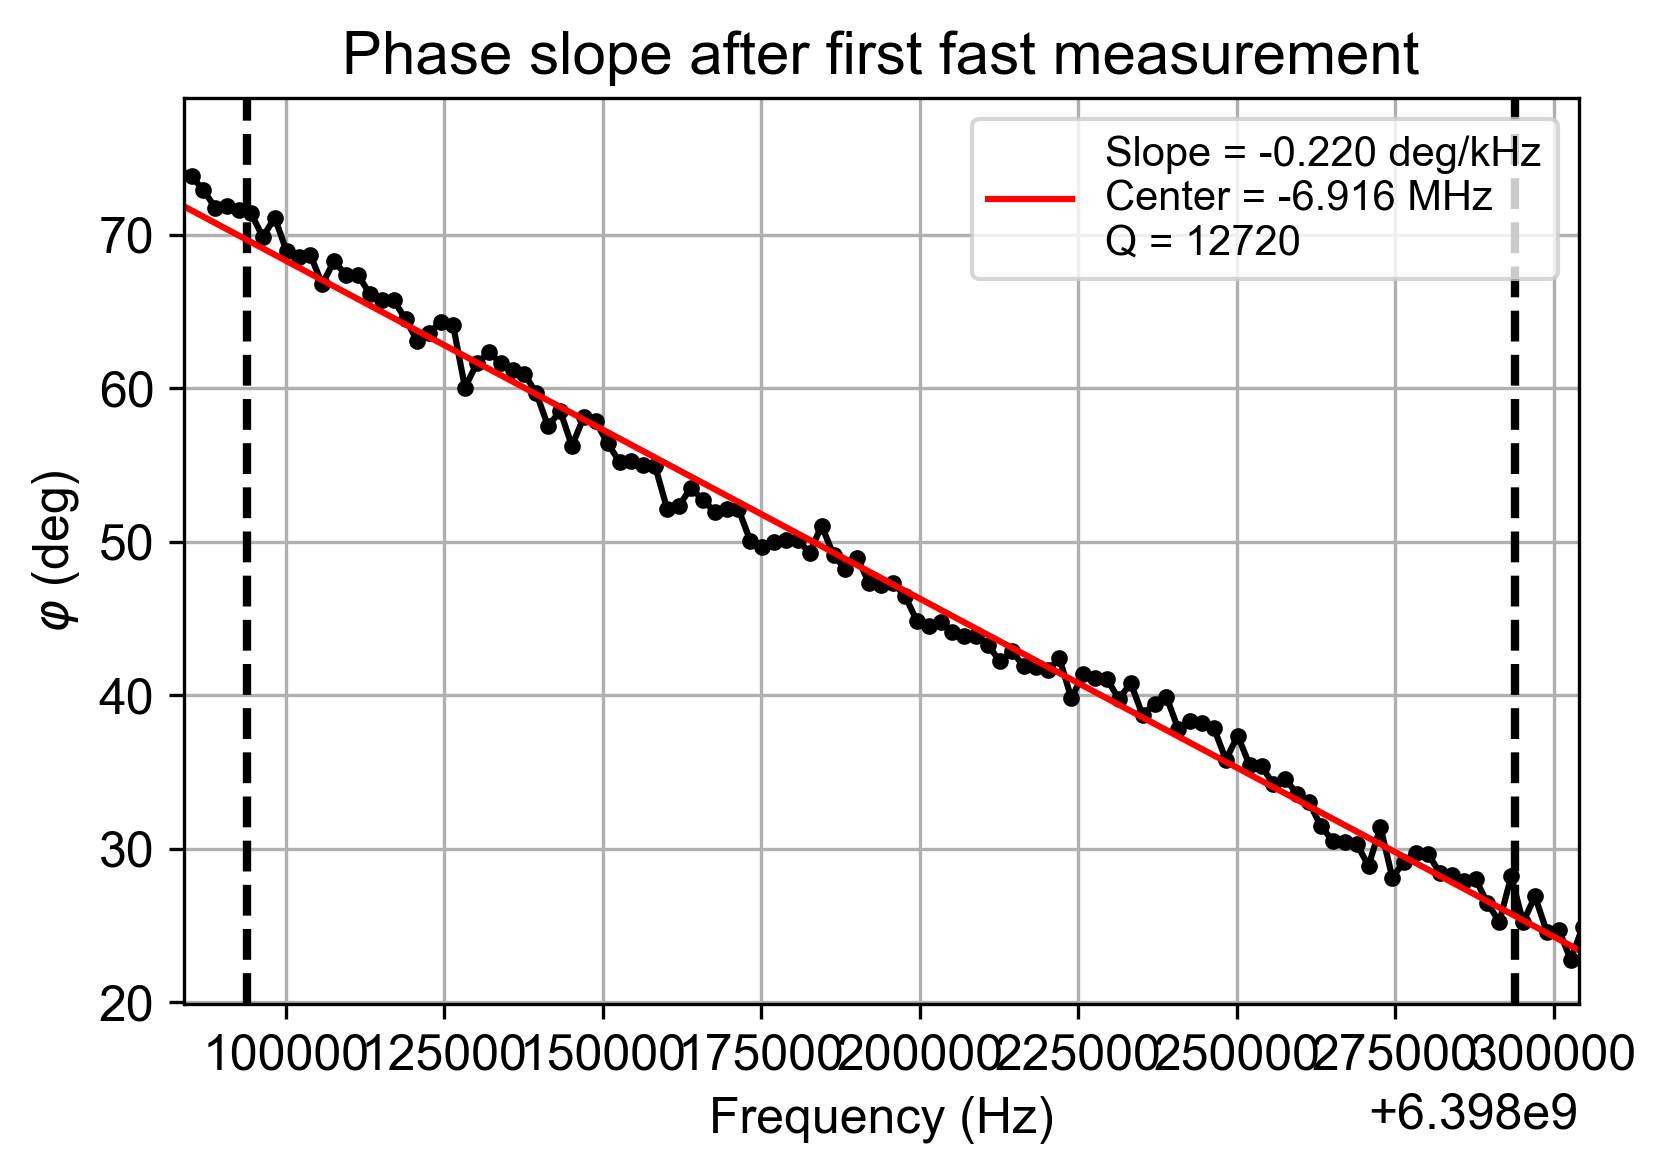 Phase slope after first fast measurement
Slope = -0.220 deg/kHz
Center = -6.916 MHz
Q = 12720
φ (deg)
70
60
50
40
30
20
100000 125000 150000 175000 200000 225000 250000 275000 300000
Frequency (Hz)
+6.398e9